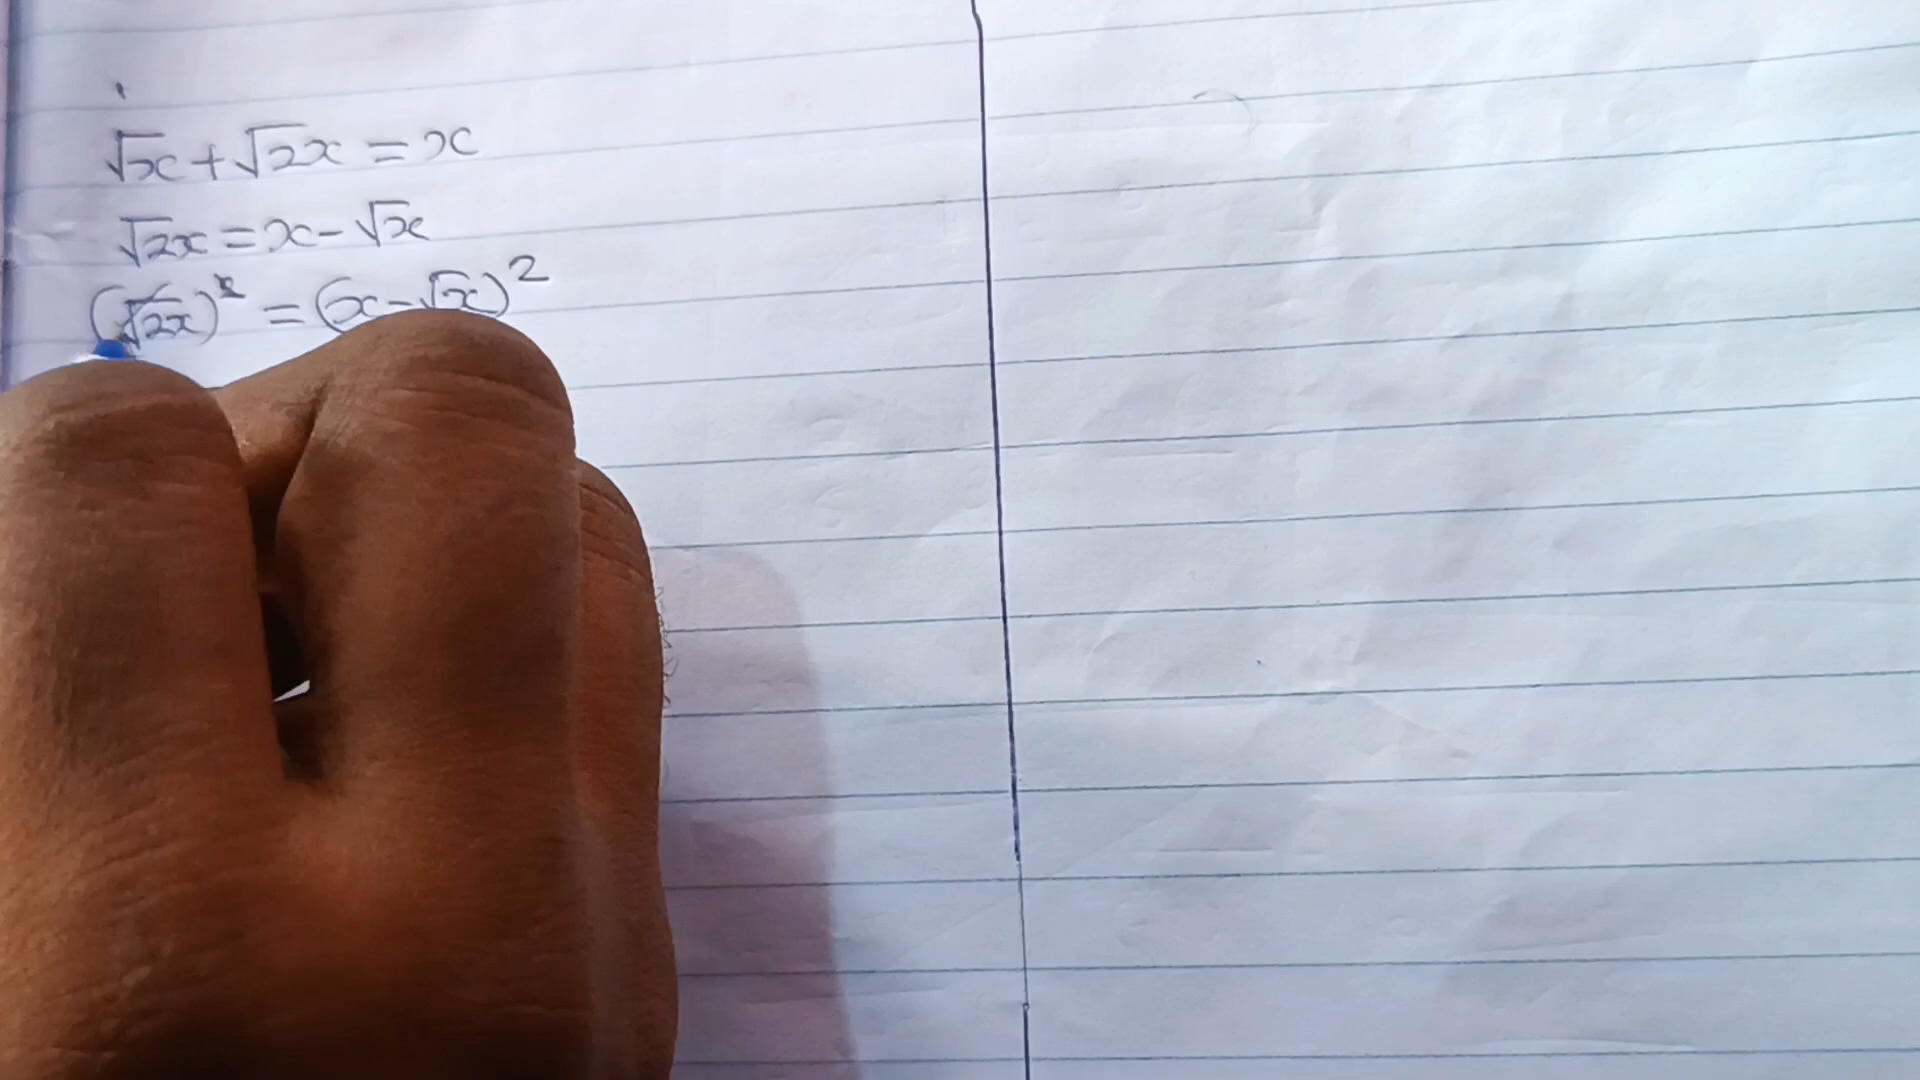 √x + √2x = x
√2x = x - √x
(√2x)² = (x - √x)²